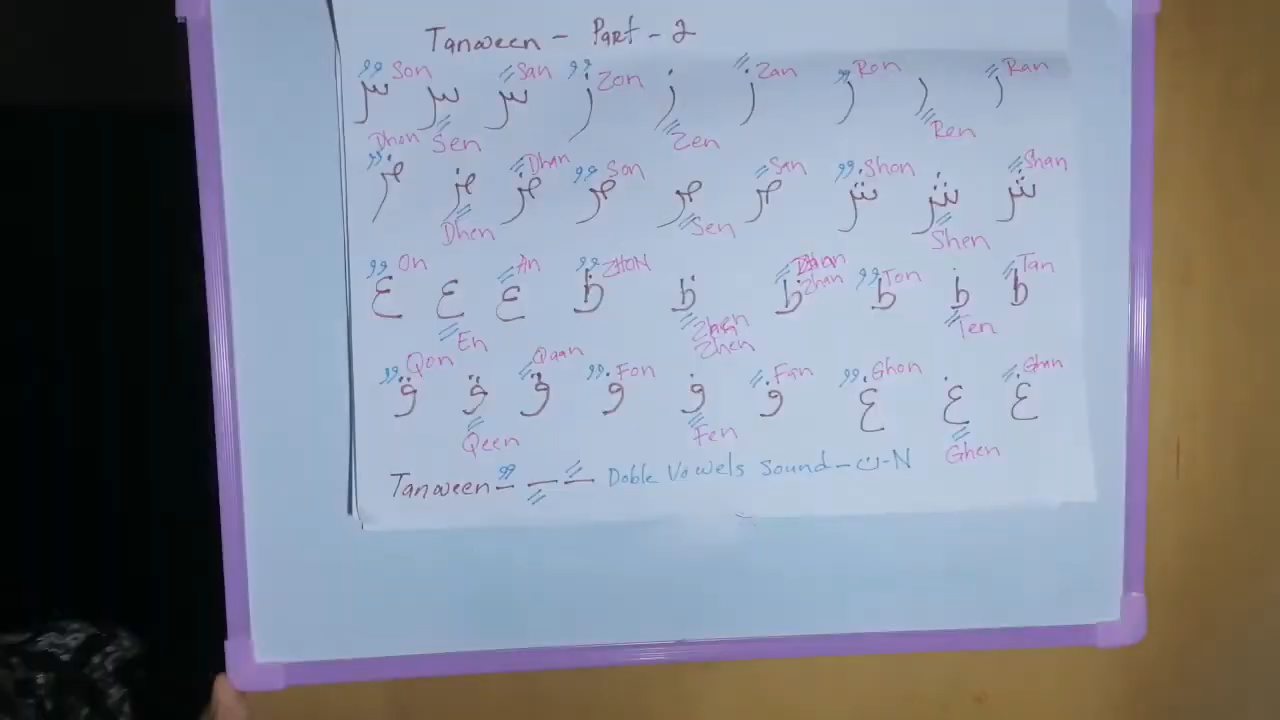 Tanween - Part - 2
رٌ Ron رٍ Ren رً Ran زٌ Zon زٍ Zen زً Zan سٌ Son سٍ Sen سً San
شٌ Shon شٍ Shen شً Shan صٌ Son صٍ Sen صً San ضٌ Dhon ضٍ Dhen ضً Dhan
طٌ Ton طٍ Ten طً Tan ظٌ ZHON ظٍ Zhen Zhen ظً Zhan عٌ On عٍ En عً An
غٌ Ghon غٍ Ghen غً Ghan فٌ Fon فٍ Fen فً Fan قٌ Qon قٍ Qeen قً Qaan
Tanween - ٌ ٍ ً Doble Vowels Sound - ن - N